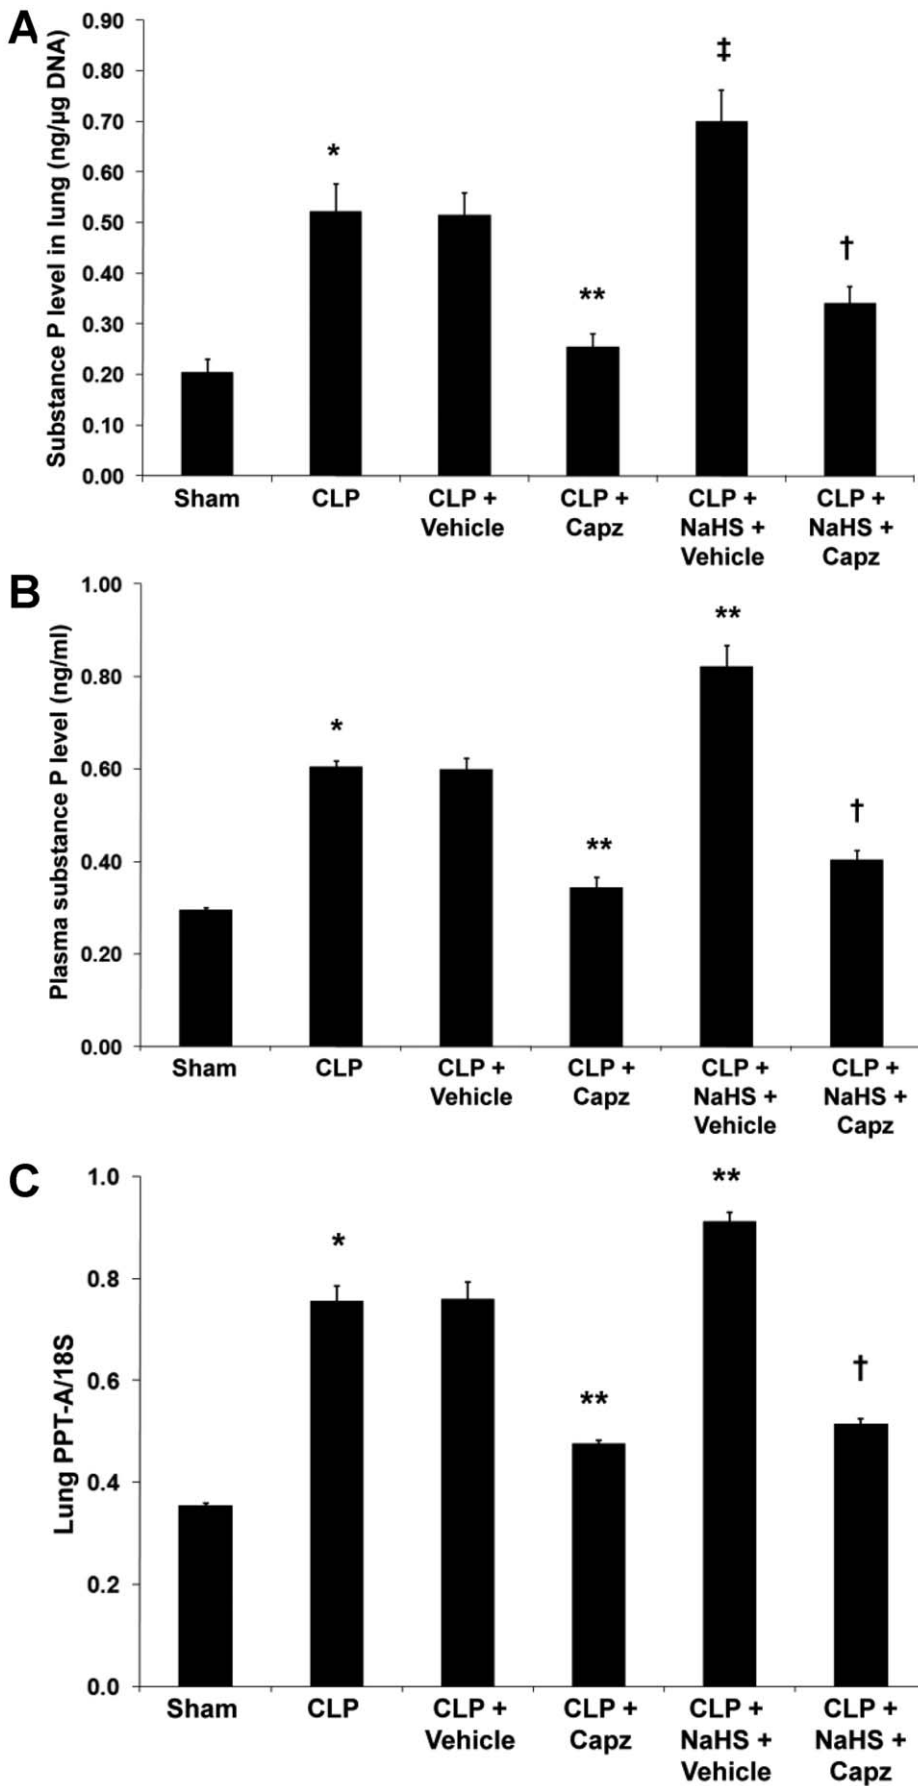 A
Substance P level in lung (ng/µg DNA)
0.90
0.80
0.70
0.60
0.50
0.40
0.30
0.20
0.10
0.00
*
**
‡
†
Sham
CLP
CLP +
Vehicle
CLP +
Capz
CLP +
NaHS +
Vehicle
CLP +
NaHS +
Capz
B
Plasma substance P level (ng/ml)
1.00
0.80
0.60
0.40
0.20
0.00
*
**
**
†
Sham
CLP
CLP +
Vehicle
CLP +
Capz
CLP +
NaHS +
Vehicle
CLP +
NaHS +
Capz
C
Lung PPT-A/18S
1.0
0.8
0.6
0.4
0.2
0.0
*
**
**
†
Sham
CLP
CLP +
Vehicle
CLP +
Capz
CLP +
NaHS +
Vehicle
CLP +
NaHS +
Capz